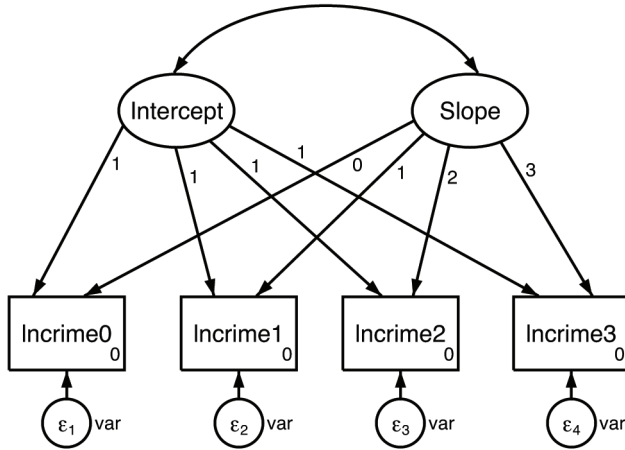 Intercept Slope
1 1 1 1 0 1 2 3
lncrime0 0
lncrime1 0
lncrime2 0
lncrime3 0
ε1 var
ε2 var
ε3 var
ε4 var